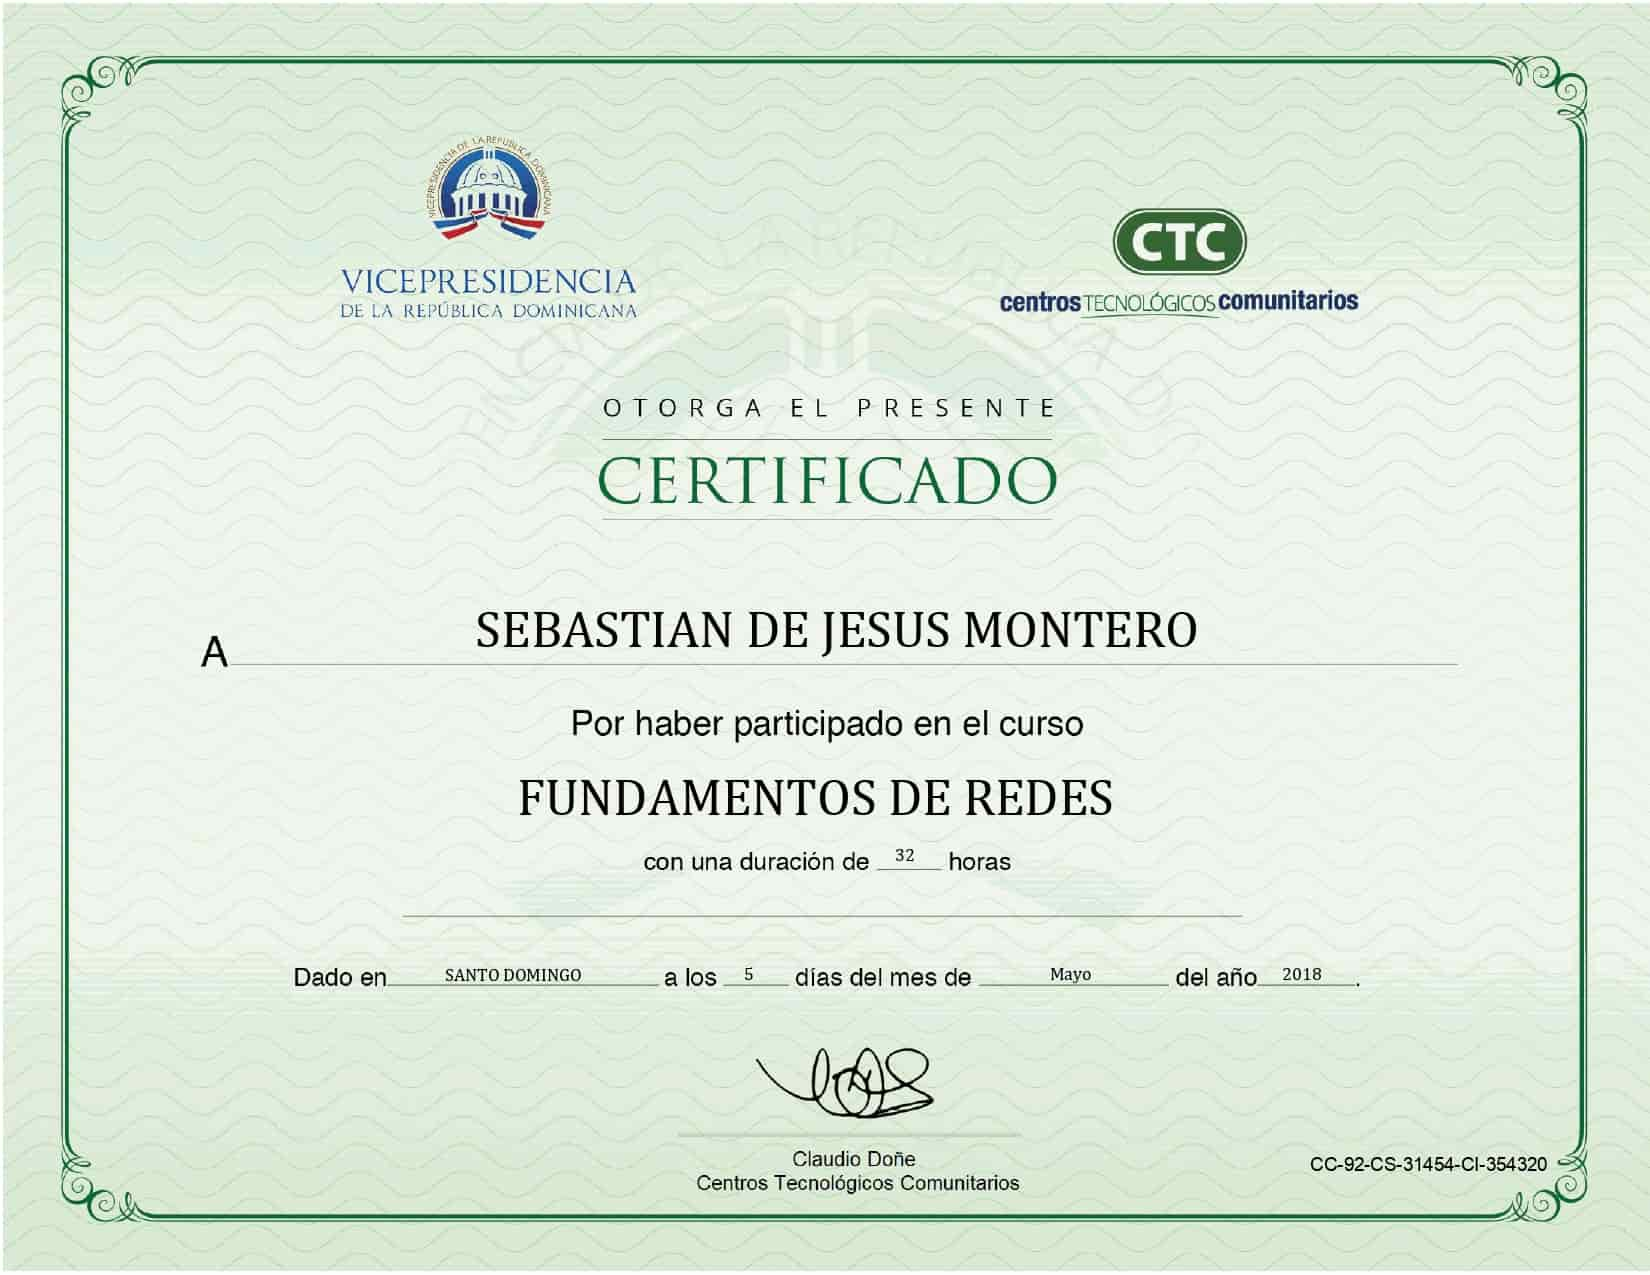 VICEPRESIDENCIA DE LA REPÚBLICA DOMINICANA
VICEPRESIDENCIA
DE LA REPÚBLICA DOMINICANA
CTC
centrosTECNOLÓGICOScomunitarios
OTORGA EL PRESENTE
CERTIFICADO
A SEBASTIAN DE JESUS MONTERO
Por haber participado en el curso
FUNDAMENTOS DE REDES
con una duración de 32 horas
Dado en SANTO DOMINGO a los 5 días del mes de Mayo del año 2018.
Claudio Doñe
Centros Tecnológicos Comunitarios
CC-92-CS-31454-CI-354320